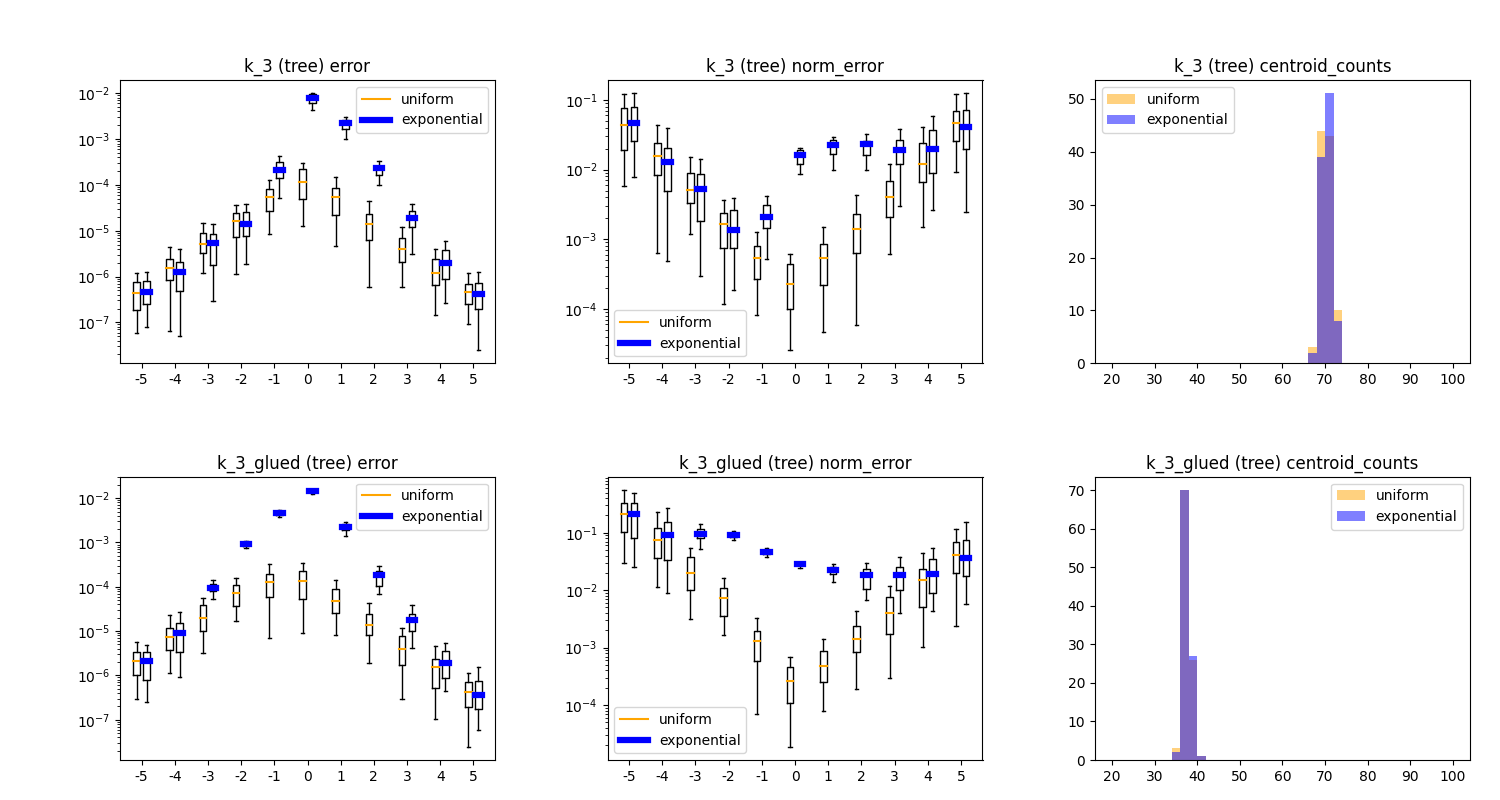 k_3 (tree) error
uniform
exponential
10^-2
10^-3
10^-4
10^-5
10^-6
10^-7
-5 -4 -3 -2 -1 0 1 2 3 4 5
k_3 (tree) norm_error
10^-1
10^-2
10^-3
10^-4
uniform
exponential
-5 -4 -3 -2 -1 0 1 2 3 4 5
k_3 (tree) centroid_counts
uniform
exponential
50
40
30
20
10
0
20 30 40 50 60 70 80 90 100
k_3_glued (tree) error
uniform
exponential
10^-2
10^-3
10^-4
10^-5
10^-6
10^-7
-5 -4 -3 -2 -1 0 1 2 3 4 5
k_3_glued (tree) norm_error
10^-1
10^-2
10^-3
10^-4
uniform
exponential
-5 -4 -3 -2 -1 0 1 2 3 4 5
k_3_glued (tree) centroid_counts
uniform
exponential
70
60
50
40
30
20
10
0
20 30 40 50 60 70 80 90 100